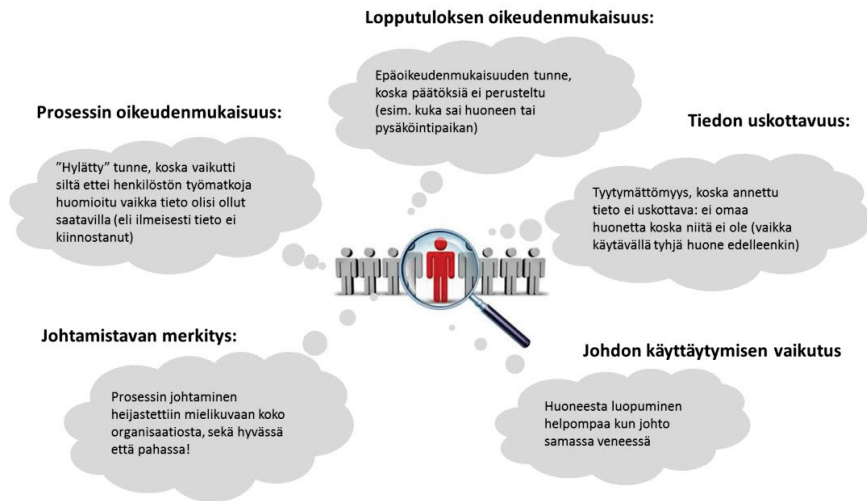 Lopputuloksen oikeudenmukaisuus:
Epäoikeudenmukaisuuden tunne,
koska päätöksiä ei perusteltu
(esim. kuka sai huoneen tai
pysäköintipaikan)
Prosessin oikeudenmukaisuus:
”Hylätty” tunne, koska vaikutti
siltä ettei henkilöstön työmatkoja
huomioitu vaikka tieto olisi ollut
saatavilla (eli ilmeisesti tieto ei
kiinnostanut)
Tiedon uskottavuus:
Tyytymättömyys, koska annettu
tieto ei uskottava: ei omaa
huonetta koska niitä ei ole (vaikka
käytävällä tyhjä huone edelleenkin)
Johtamistavan merkitys:
Prosessin johtaminen
heijastettiin mielikuvaan koko
organisaatiosta, sekä hyvässä
että pahassa!
Johdon käyttäytymisen vaikutus
Huoneesta luopuminen
helpompaa kun johto
samassa veneessä